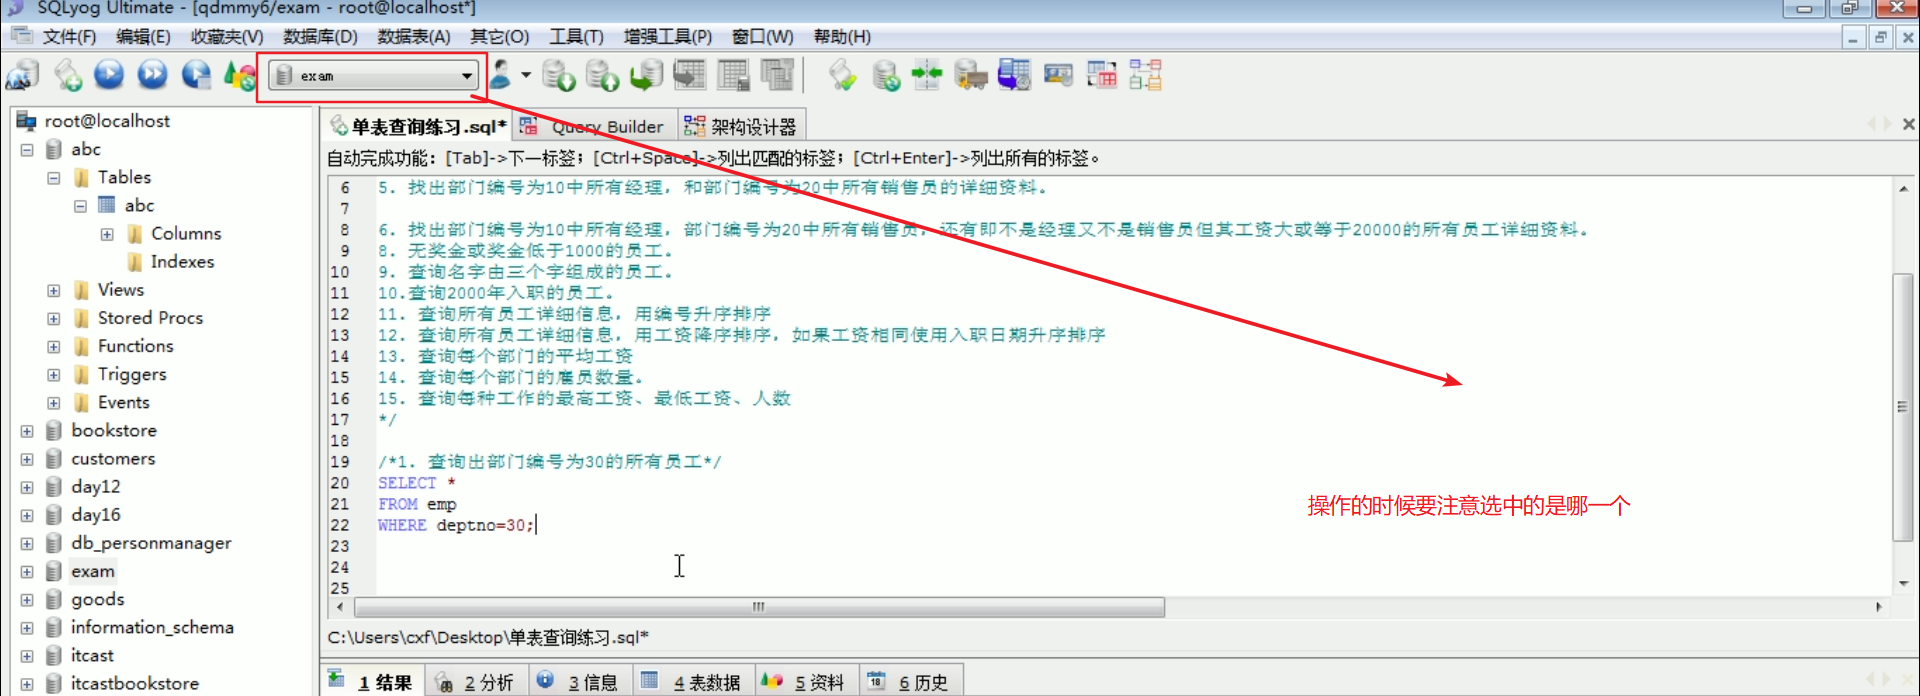 SQLyog Ultimate - [qdmmy6/exam - root@localhost*]
文件(F) 编辑(E) 收藏夹(V) 数据库(D) 数据表(A) 其它(O) 工具(T) 增强工具(P) 窗口(W) 帮助(H)
exam
root@localhost
abc
Tables
abc
Columns
Indexes
Views
Stored Procs
Functions
Triggers
Events
bookstore
customers
day12
day16
db_personmanager
exam
goods
information_schema
itcast
itcastbookstore
单表查询练习.sql* Query Builder 架构设计器
自动完成功能: [Tab]->下一标签; [Ctrl+Space]->列出匹配的标签; [Ctrl+Enter]->列出所有的标签。
6 5. 找出部门编号为10中所有经理，和部门编号为20中所有销售员的详细资料。
7
8 6. 找出部门编号为10中所有经理，部门编号为20中所有销售员，还有即不是经理又不是销售员但其工资大或等于20000的所有员工详细资料。
9 8. 无奖金或奖金低于1000的员工。
10 9. 查询名字由三个字组成的员工。
11 10.查询2000年入职的员工。
12 11. 查询所有员工详细信息，用编号升序排序
13 12. 查询所有员工详细信息，用工资降序排序，如果工资相同使用入职日期升序排序
14 13. 查询每个部门的平均工资
15 14. 查询每个部门的雇员数量。
16 15. 查询每种工作的最高工资、最低工资、人数
17 */
18
19 /*1. 查询出部门编号为30的所有员工*/
20 SELECT *
21 FROM emp
22 WHERE deptno=30;
23
24
25
操作的时候要注意选中的是哪一个
C:\Users\cxf\Desktop\单表查询练习.sql*
1 结果 2 分析 3 信息 4 表数据 5 资料 18 6 历史